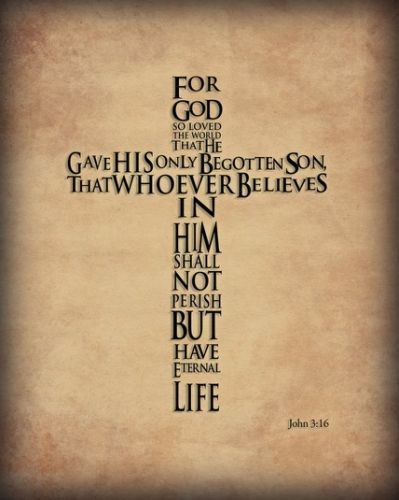 FOR
GOD
SO LOVED
THE WORLD
THAT HE
GAVE HIS ONLY BEGOTTEN SON,
THAT WHOEVER BELIEVES
IN
HIM
SHALL
NOT
PERISH
BUT
HAVE
ETERNAL
LIFE
John 3:16